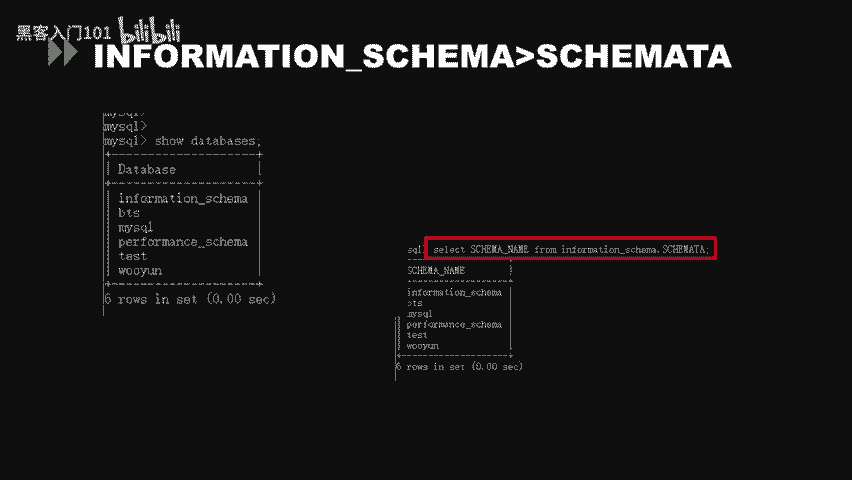 黑客入门101 bilibili
INFORMATION_SCHEMA>SCHEMATA
mysql>
mysql>
mysql> show databases;
Database
information_schema
bts
mysql
performance_schema
test
wooyun
6 rows in set (0.00 sec)
sql> select SCHEMA_NAME from information_schema.SCHEMATA;
SCHEMA_NAME
information_schema
bts
mysql
performance_schema
test
wooyun
6 rows in set (0.00 sec)